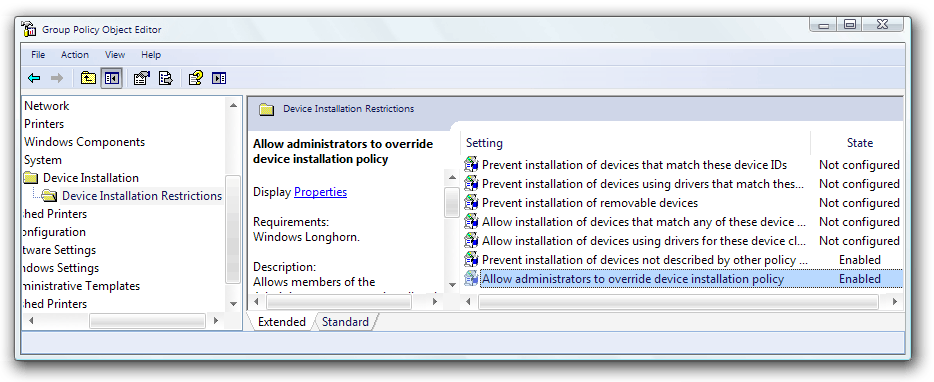 Group Policy Object Editor
File Action View Help
Network
Printers
Windows Components
System
Device Installation
Device Installation Restrictions
hed Printers
onfiguration
tware Settings
ndows Settings
ministrative Templates
hed Printers
Device Installation Restrictions
Allow administrators to override
device installation policy
Display Properties
Requirements:
Windows Longhorn.
Description:
Allows members of the
Setting State
Prevent installation of devices that match these device IDs Not configured
Prevent installation of devices using drivers that match thes... Not configured
Prevent installation of removable devices Not configured
Allow installation of devices that match any of these device ... Not configured
Allow installation of devices using drivers for these device cl... Not configured
Prevent installation of devices not described by other policy ... Enabled
Allow administrators to override device installation policy Enabled
Extended Standard